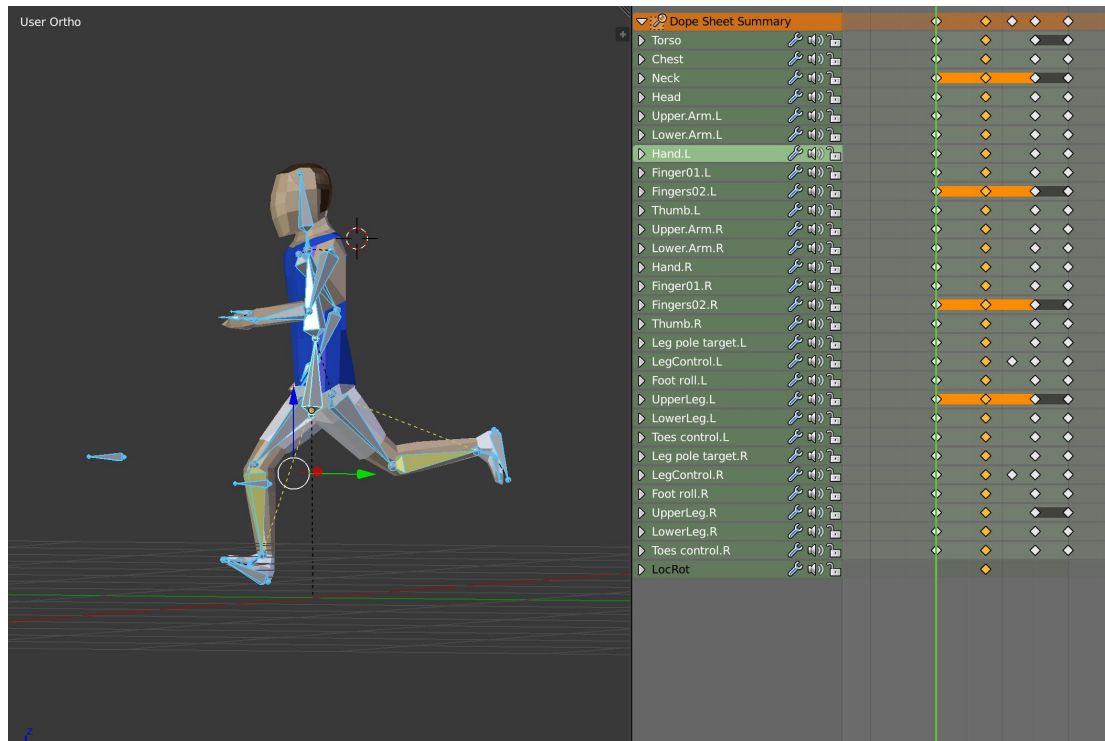 User Ortho
Dope Sheet Summary
Torso
Chest
Neck
Head
Upper.Arm.L
Lower.Arm.L
Hand.L
Finger01.L
Fingers02.L
Thumb.L
Upper.Arm.R
Lower.Arm.R
Hand.R
Finger01.R
Fingers02.R
Thumb.R
Leg pole target.L
LegControl.L
Foot roll.L
UpperLeg.L
LowerLeg.L
Toes control.L
Leg pole target.R
LegControl.R
Foot roll.R
UpperLeg.R
LowerLeg.R
Toes control.R
LocRot
z